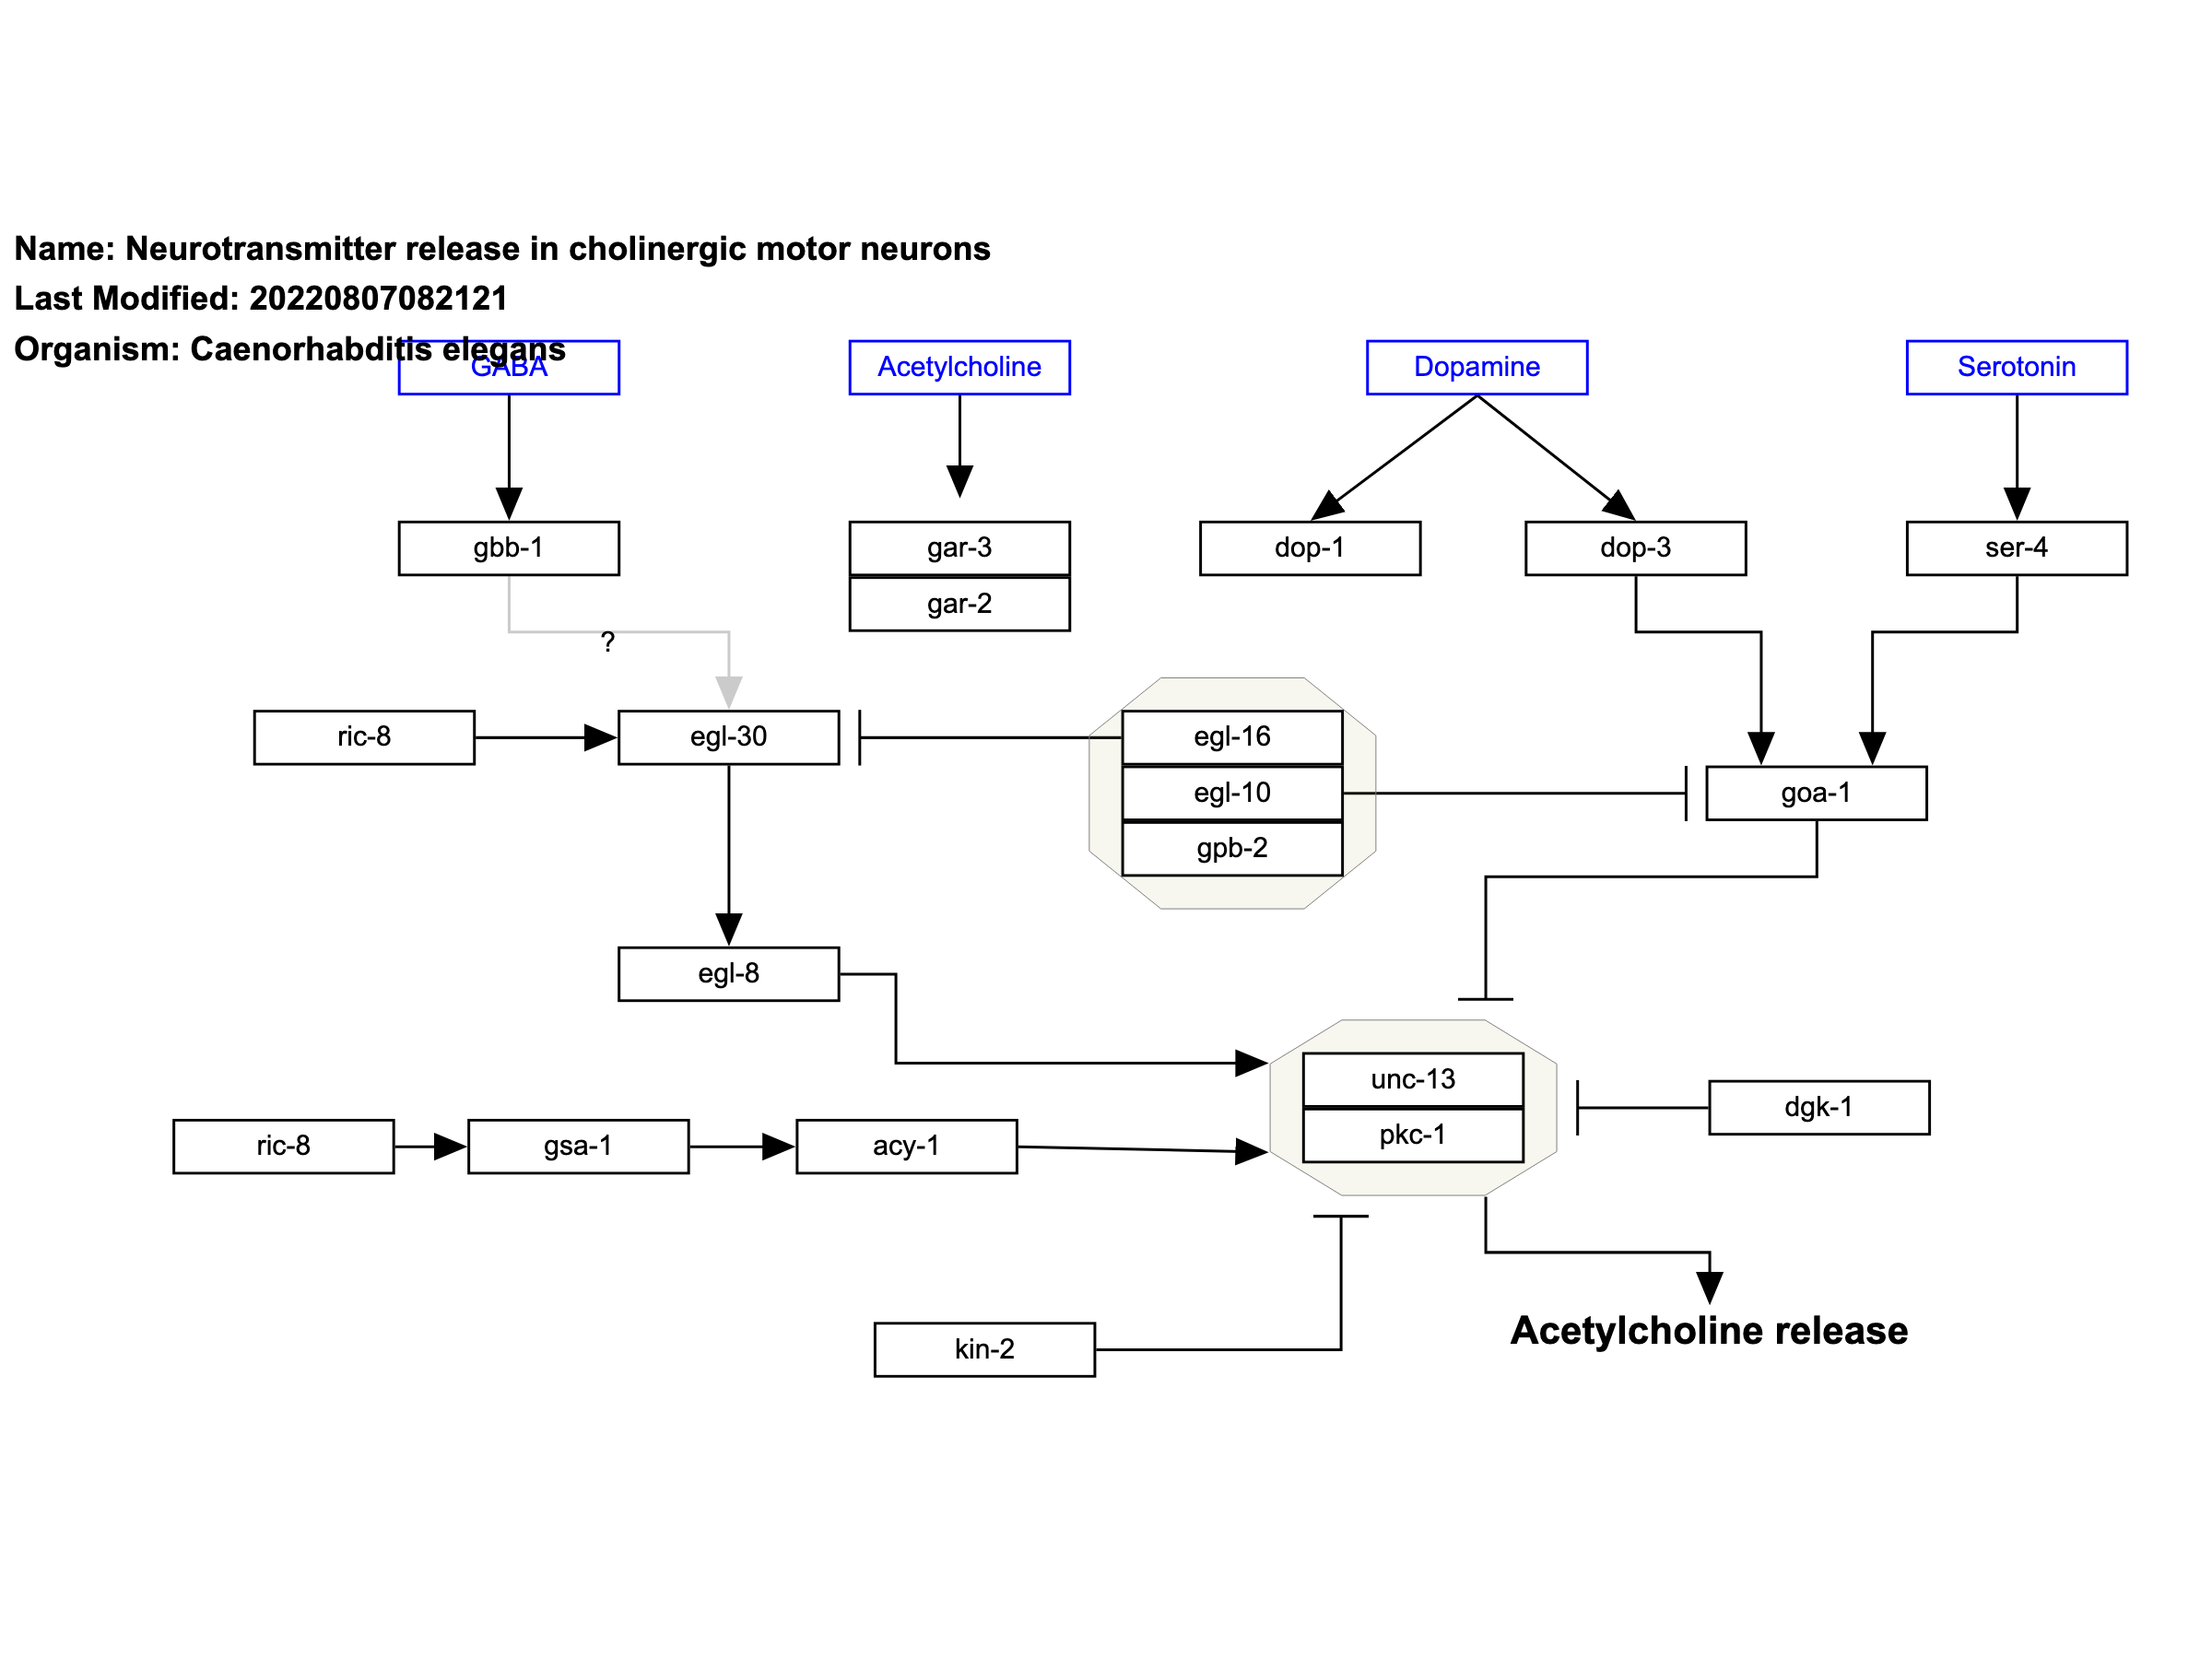 Name: Neurotransmitter release in cholinergic motor neurons
Last Modified: 20220807082121
Organism: Caenorhabditis elegans
GABA
Acetylcholine
Dopamine
Serotonin
gbb-1
gar-3
dop-1
dop-3
ser-4
gar-2
?
ric-8
egl-30
egl-16
egl-10
goa-1
gpb-2
egl-8
unc-13
dgk-1
pkc-1
ric-8
gsa-1
acy-1
Acetylcholine release
kin-2